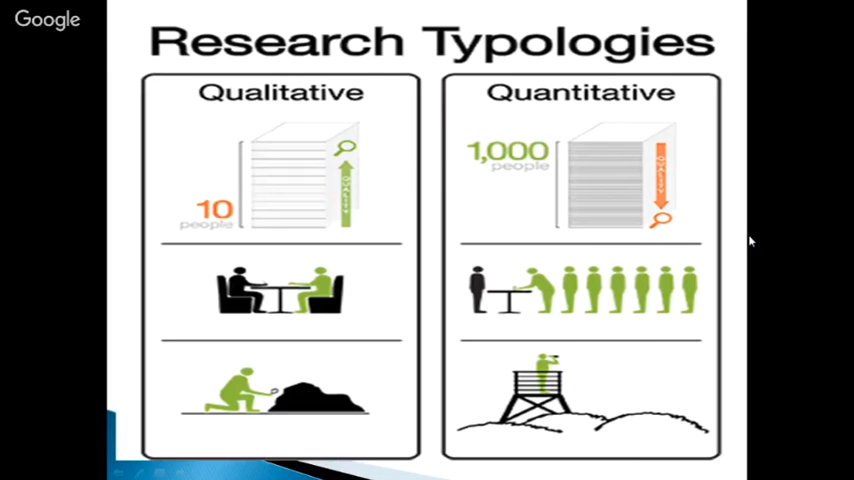 Google
Research Typologies
Qualitative
Quantitative
10
people
1,000
people